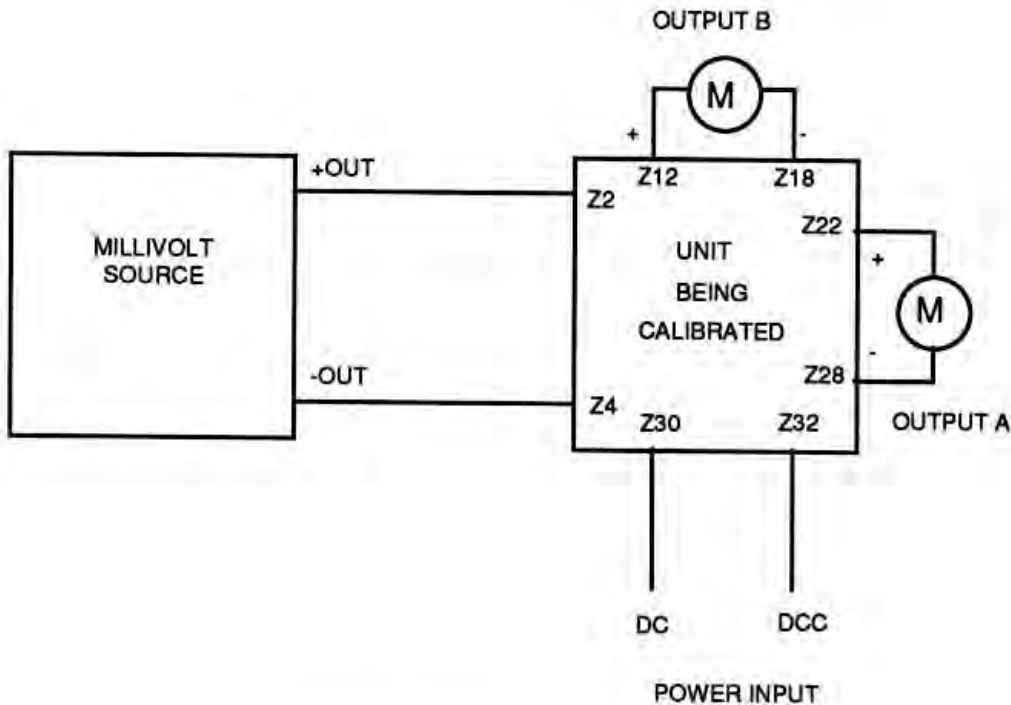 OUTPUT B
M
+ -
Z12 Z18
+OUT
Z2
Z22
MILLIVOLT
SOURCE
UNIT
BEING
CALIBRATED
+
M
-
-OUT
Z28
Z4
Z30 Z32
OUTPUT A
DC DCC
POWER INPUT